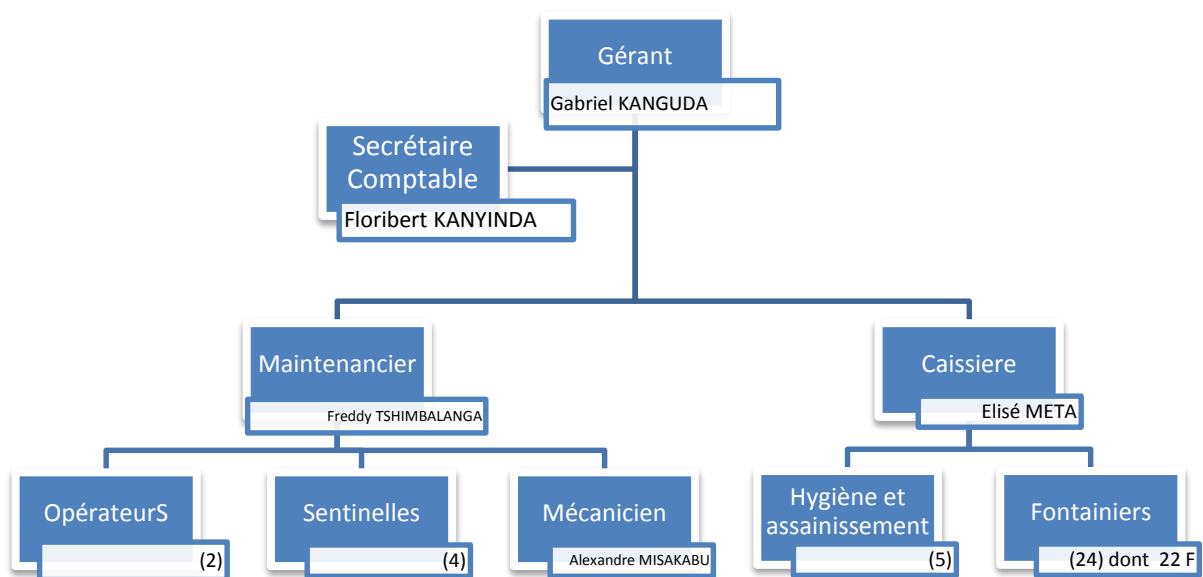 Gérant
Gabriel KANGUDA
Secrétaire
Comptable
Floribert KANYINDA
Maintenancier
Freddy TSHIMBALANGA
Caissiere
Elisé META
OpérateurS
(2)
Sentinelles
(4)
Mécanicien
Alexandre MISAKABU
Hygiène et
assainissement
(5)
Fontainiers
(24) dont 22 F